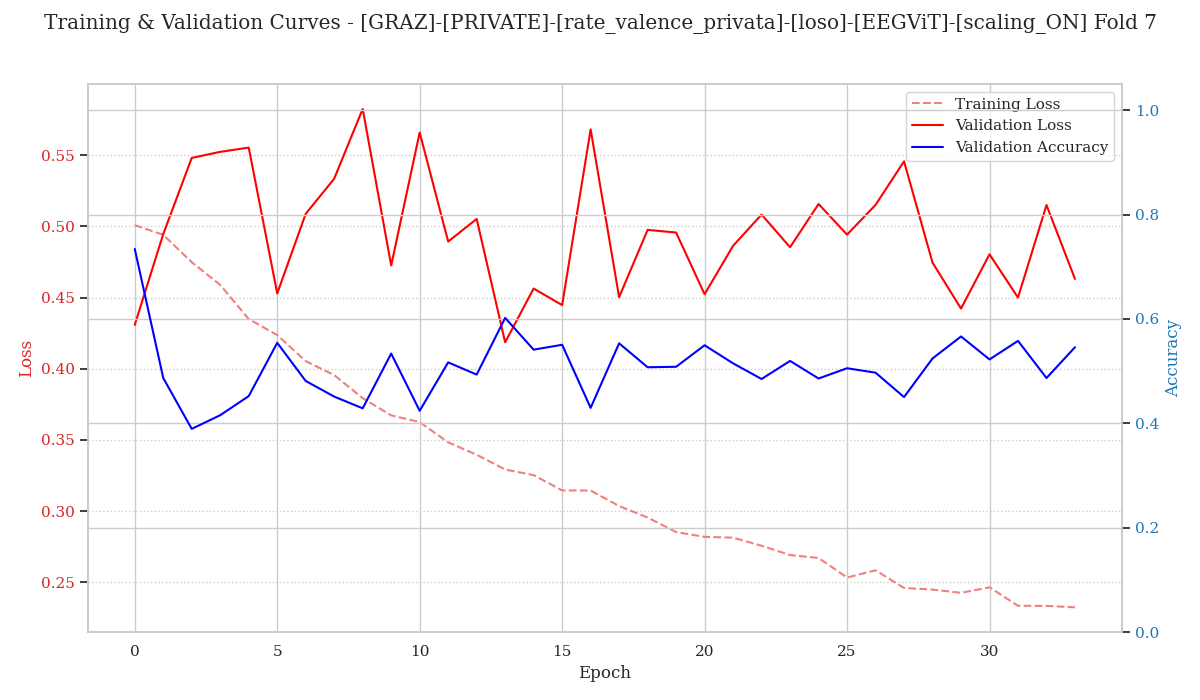 Training & Validation Curves - [GRAZ]-[PRIVATE]-[rate_valence_privata]-[loso]-[EEGViT]-[scaling_ON] Fold 7
Training Loss
Validation Loss
Validation Accuracy
Loss
0.55
0.50
0.45
0.40
0.35
0.30
0.25
1.0
0.8
0.6
0.4
0.2
0.0
Accuracy
0 5 10 15 20 25 30
Epoch